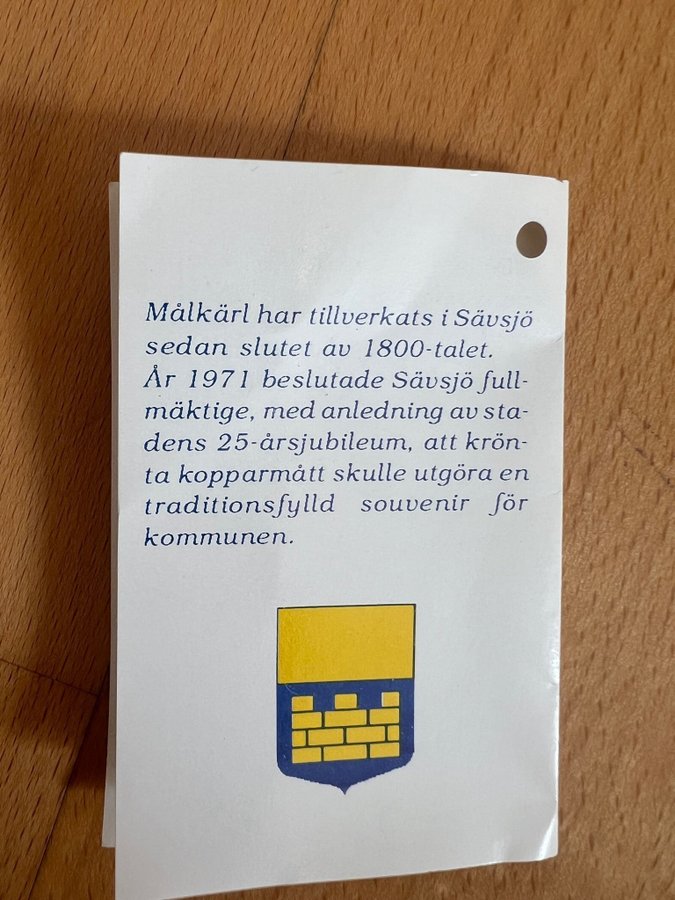 Målkärl har tillverkats i Sävsjö
sedan slutet av 1800-talet.
År 1971 beslutade Sävsjö full-
mäktige, med anledning av sta-
dens 25-årsjubileum, att krön-
ta kopparmått skulle utgöra en
traditionsfylld souvenir för
kommunen.